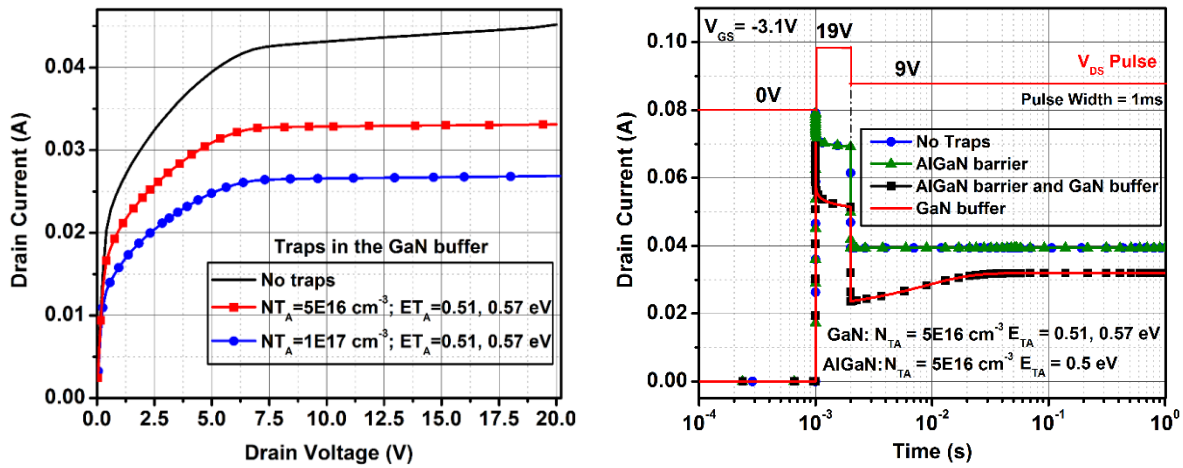 Drain Current (A)
0.04
0.03
0.02
0.01
0.00
Traps in the GaN buffer
No traps
NT_A=5E16 cm^-3; ET_A=0.51, 0.57 eV
NT_A=1E17 cm^-3; ET_A=0.51, 0.57 eV
0.0 2.5 5.0 7.5 10.0 12.5 15.0 17.5 20.0
Drain Voltage (V)
Drain Current (A)
0.10
0.08
0.06
0.04
0.02
0.00
V_GS= -3.1V
19V
9V
V_DS Pulse
0V
Pulse Width = 1ms
No Traps
AlGaN barrier
AlGaN barrier and GaN buffer
GaN buffer
GaN: N_TA = 5E16 cm^-3 E_TA = 0.51, 0.57 eV
AlGaN: N_TA = 5E16 cm^-3 E_TA = 0.5 eV
10^-4 10^-3 10^-2 10^-1 10^0
Time (s)